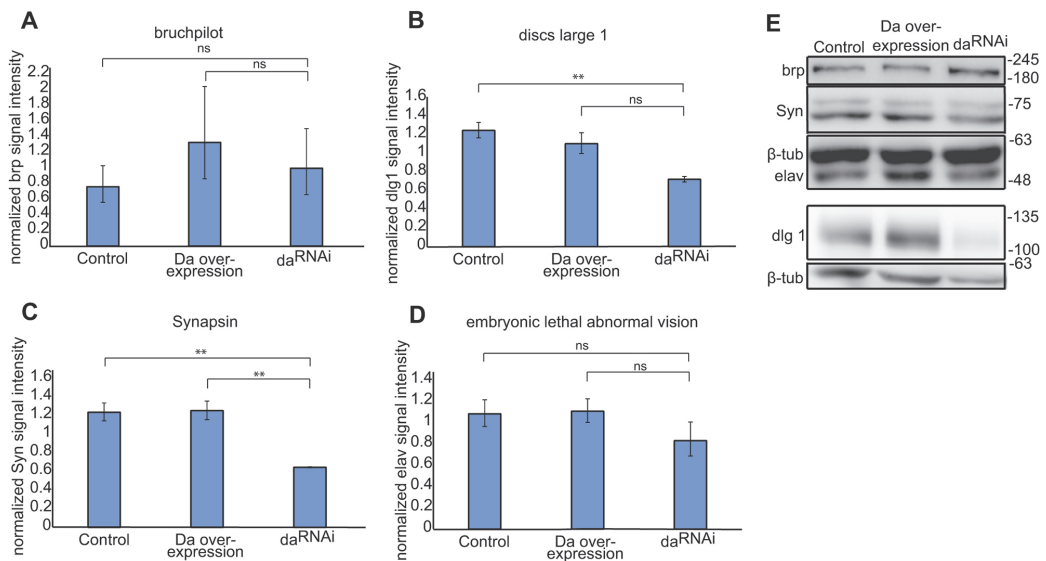 A
bruchpilot
ns
ns
normalized brp signal intensity
2.2
2
1.8
1.6
1.4
1.2
1
0.8
0.6
0.4
0.2
0
Control
Da over-
expression
daRNAi
B
discs large 1
**
ns
normalized dlg1 signal intensity
1.6
1.4
1.2
1
0.8
0.6
0.4
0.2
0
Control
Da over-
expression
daRNAi
C
Synapsin
**
**
normalized Syn signal intensity
1.6
1.4
1.2
1
0.8
0.6
0.4
0.2
0
Control
Da over-
expression
daRNAi
D
embryonic lethal abnormal vision
ns
ns
normalized elav signal intensity
1.4
1.2
1
0.8
0.6
0.4
0.2
0
Control
Da over-
expression
daRNAi
E
Control
Da over-
expression
daRNAi
brp
-245
-180
Syn
-75
-63
β-tub
elav
-48
dlg 1
-135
-100
-63
β-tub